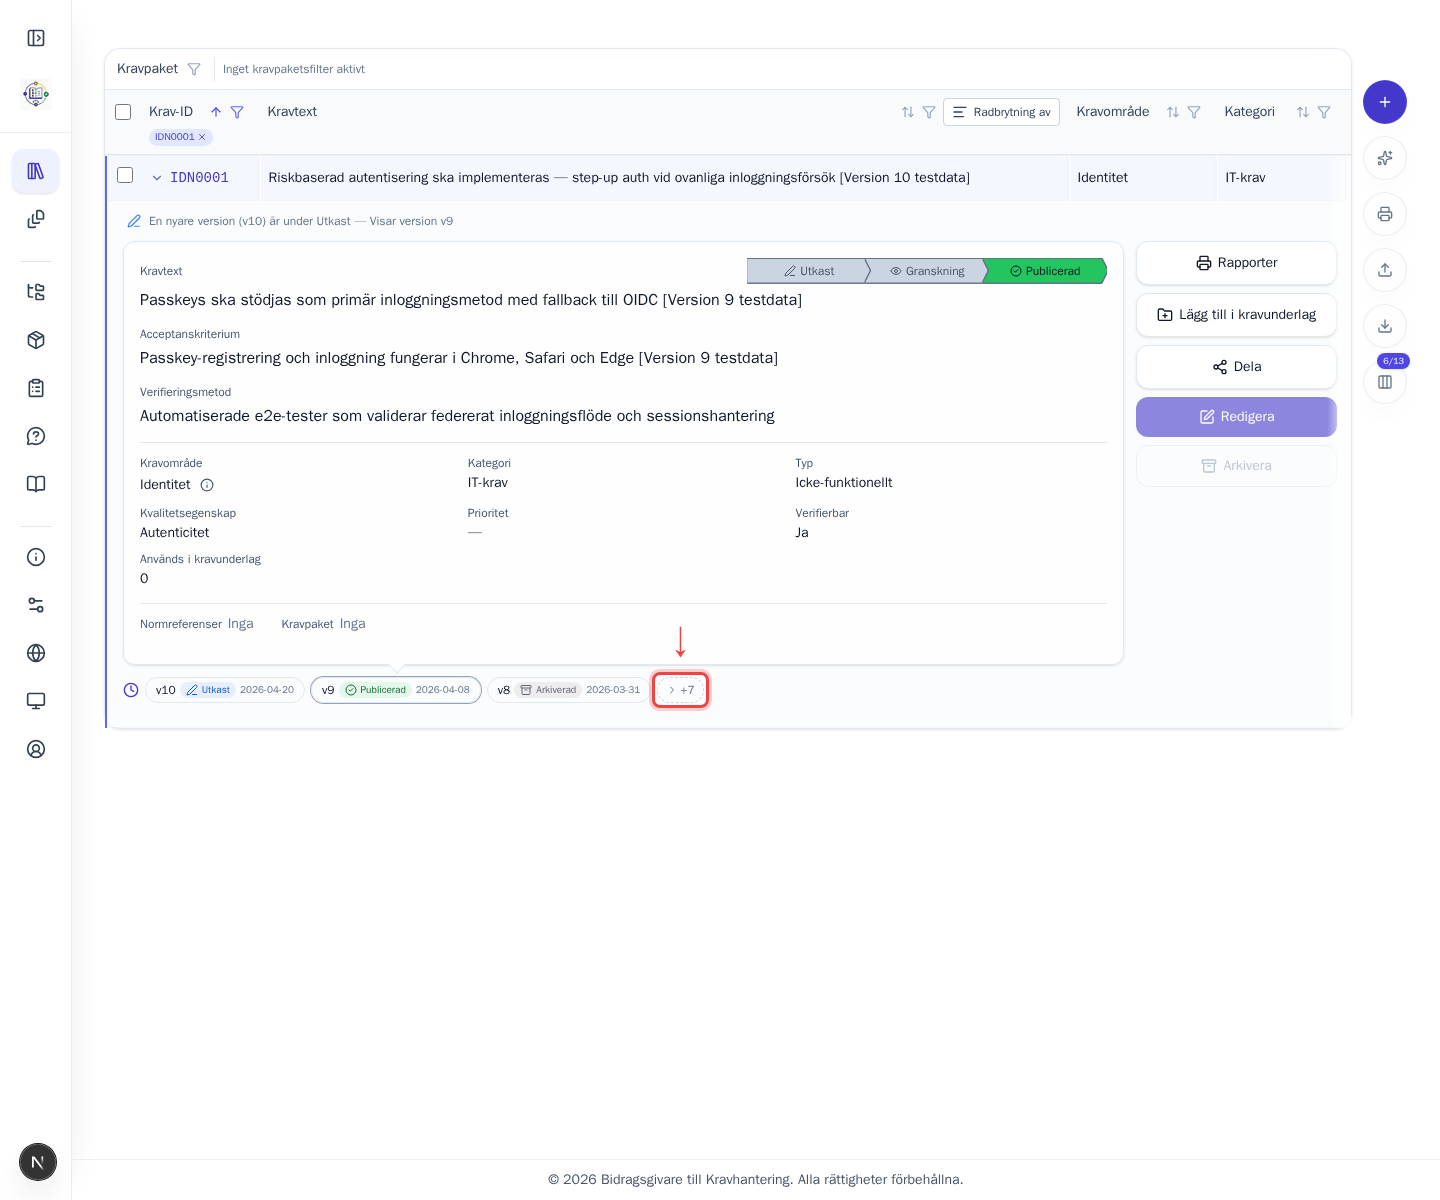 Kravpaket Inget kravpaketsfilter aktivt
Krav-ID Kravtext Radbrytning av Kravområde Kategori
IDN0001 ×
IDN0001 Riskbaserad autentisering ska implementeras — step-up auth vid ovanliga inloggningsförsök [Version 10 testdata] Identitet IT-krav
En nyare version (v10) är under Utkast — Visar version v9
Kravtext Utkast Granskning Publicerad
Passkeys ska stödjas som primär inloggningsmetod med fallback till OIDC [Version 9 testdata]
Acceptanskriterium
Passkey-registrering och inloggning fungerar i Chrome, Safari och Edge [Version 9 testdata]
Verifieringsmetod
Automatiserade e2e-tester som validerar federerat inloggningsflöde och sessionshantering
Kravområde Kategori Typ
Identitet IT-krav Icke-funktionellt
Kvalitetsegenskap Prioritet Verifierbar
Autenticitet — Ja
Används i kravunderlag
0
Normreferenser Inga Kravpaket Inga
v10 Utkast 2026-04-20 v9 Publicerad 2026-04-08 v8 Arkiverad 2026-03-31 +7
Rapporter
Lägg till i kravunderlag
Dela
Redigera
Arkivera
6/13
N
© 2026 Bidragsgivare till Kravhantering. Alla rättigheter förbehållna.